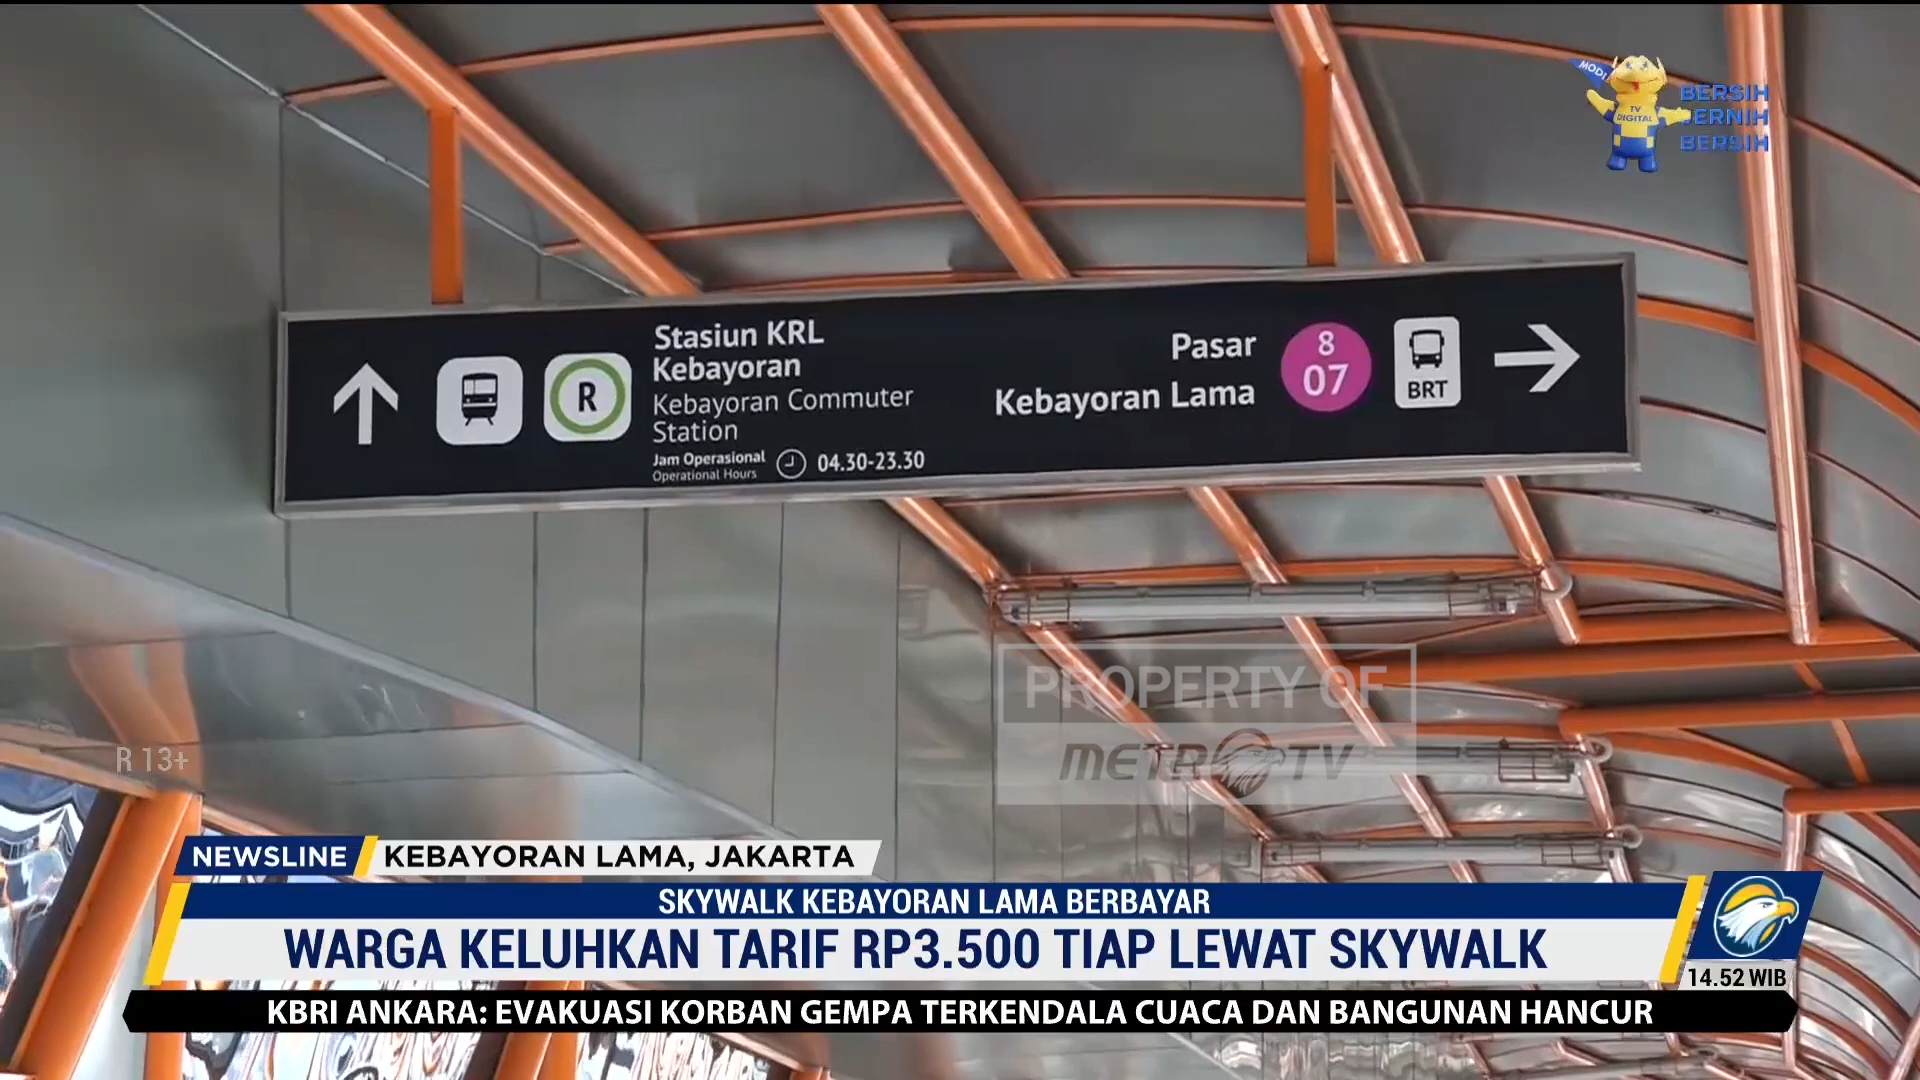 MODI
TV
DIGITAL
BERSIH
JERNIH
BERSIH
R
Stasiun KRL
Kebayoran
Kebayoran Commuter
Station
Jam Operasional
Operational Hours
04.30-23.30
Pasar
Kebayoran Lama
8
07
BRT
PROPERTY OF
METRO TV
R 13+
NEWSLINE
KEBAYORAN LAMA, JAKARTA
SKYWALK KEBAYORAN LAMA BERBAYAR
WARGA KELUHKAN TARIF RP3.500 TIAP LEWAT SKYWALK
14.52 WIB
KBRI ANKARA: EVAKUASI KORBAN GEMPA TERKENDALA CUACA DAN BANGUNAN HANCUR